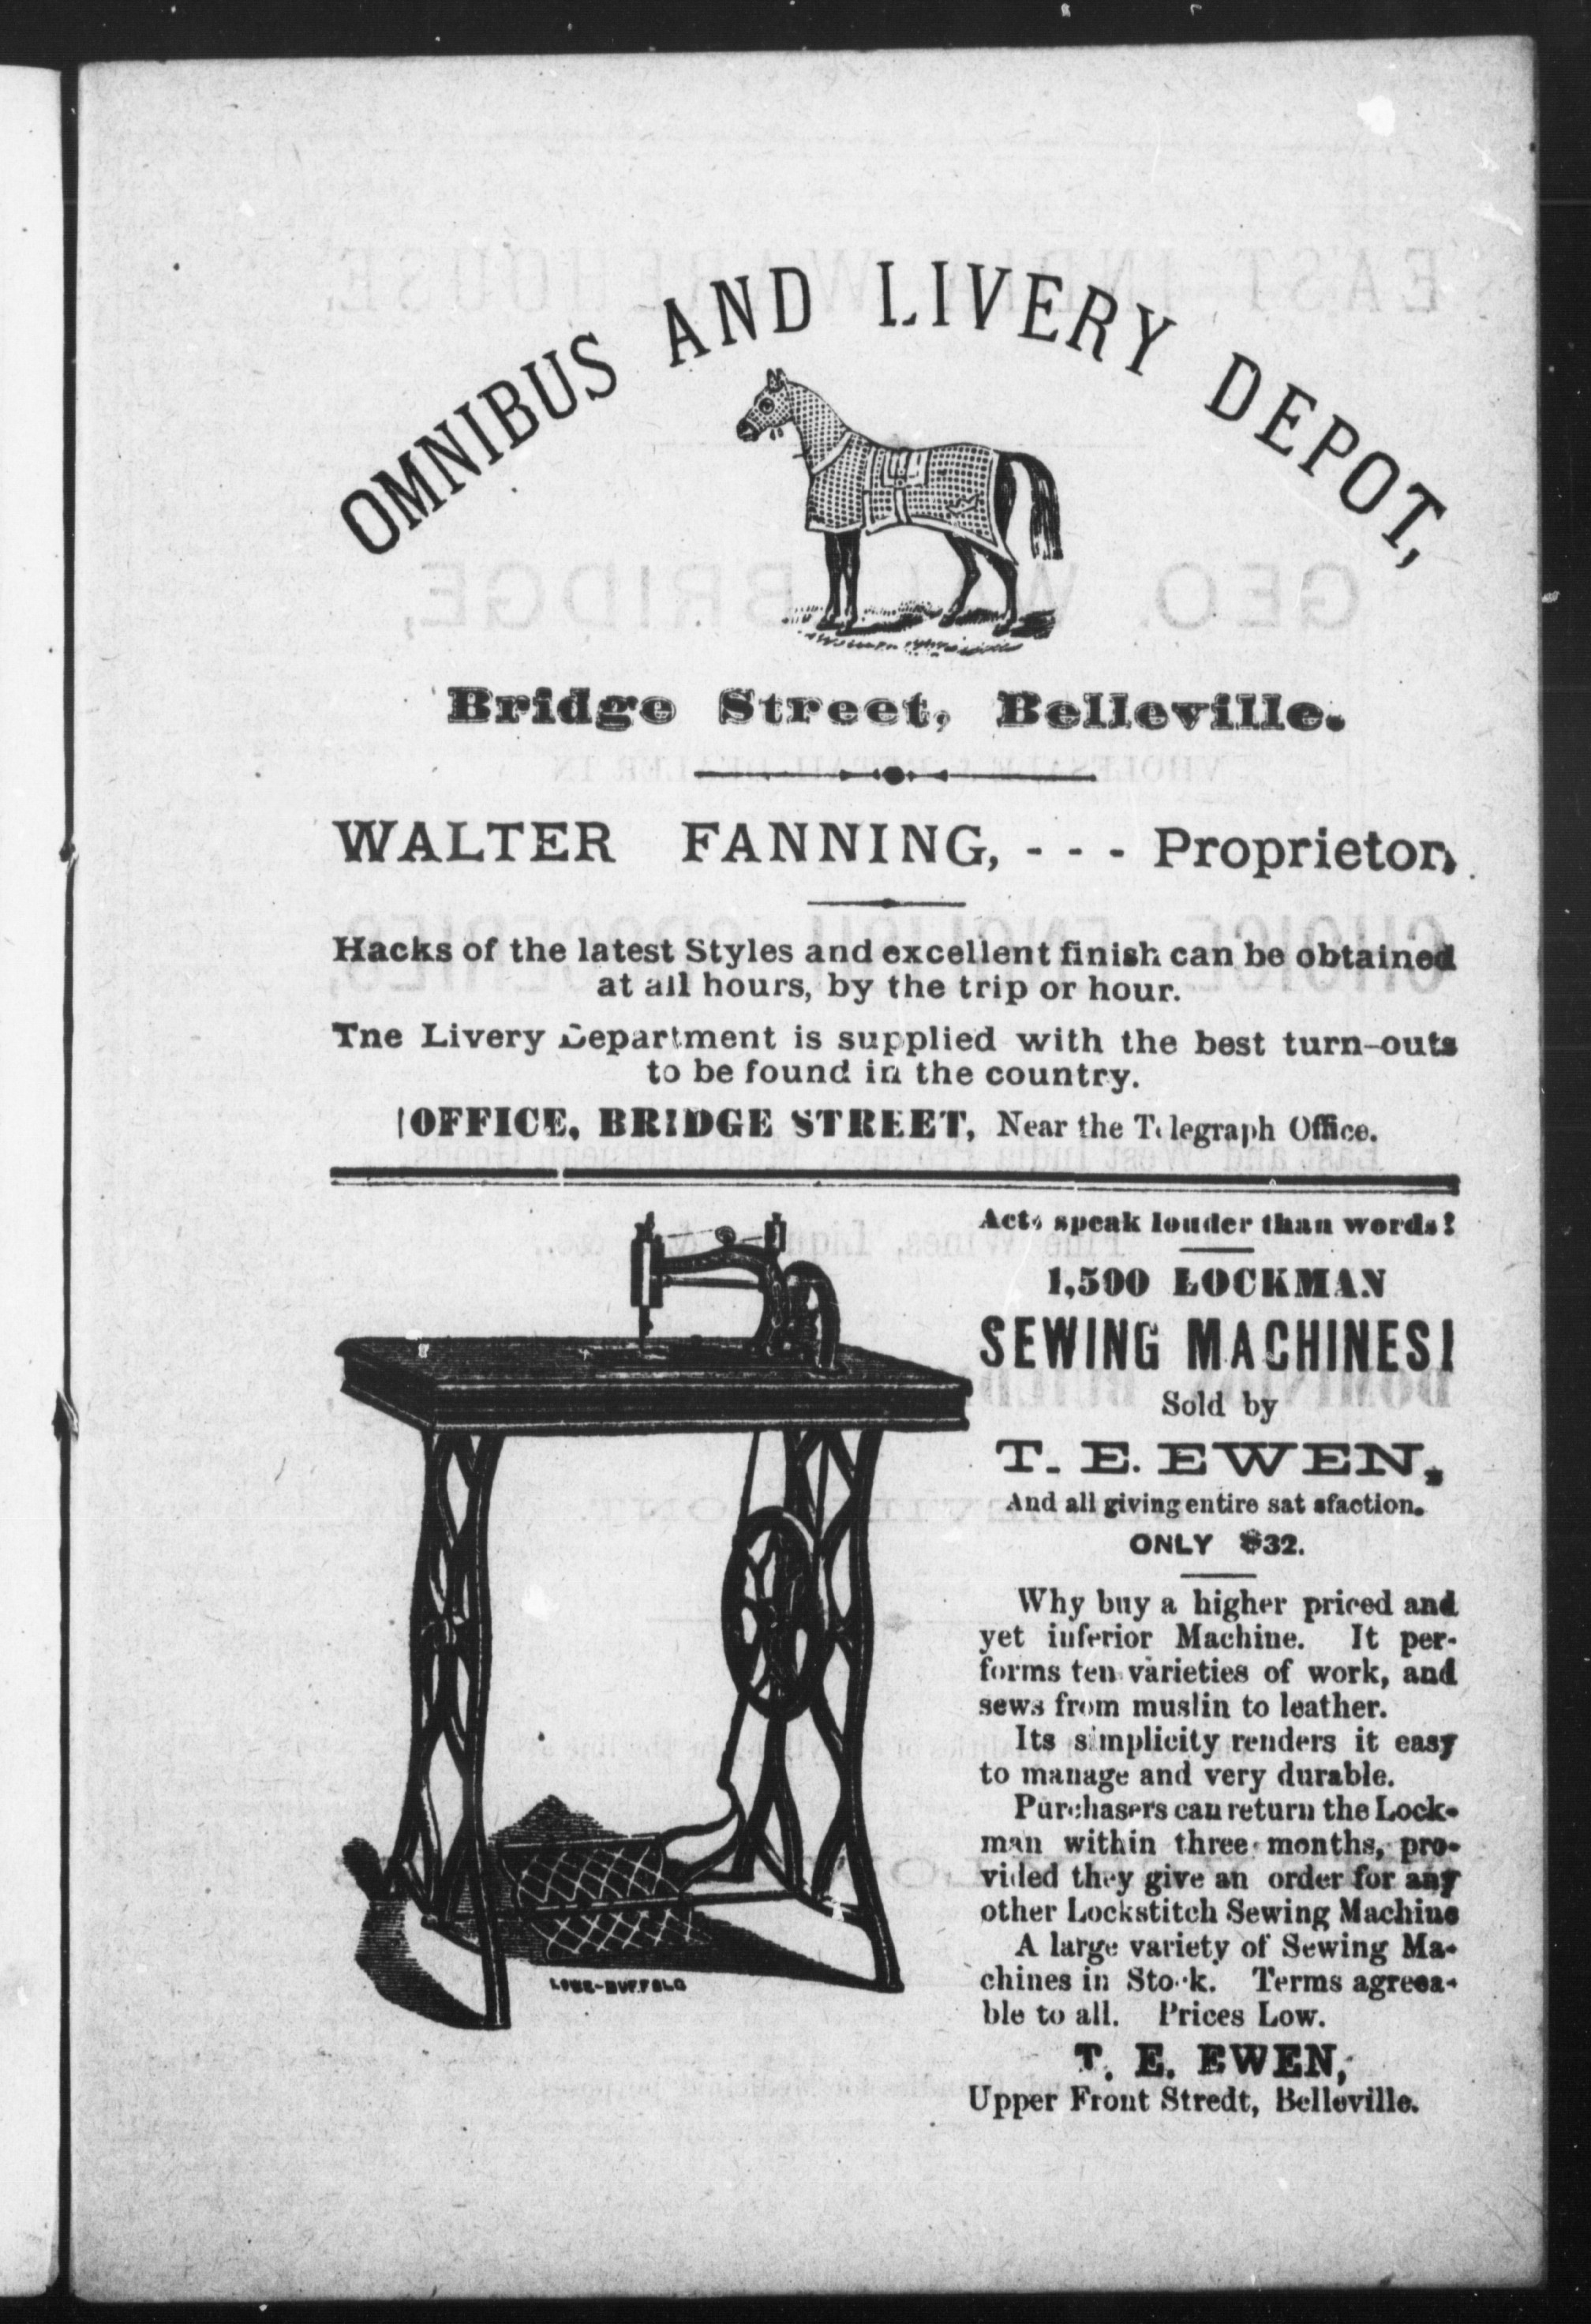 OMNIBUS AND LIVERY DEPOT,
Bridge Street, Belleville.
WALTER FANNING, - - - Proprietor,
Hacks of the latest Styles and excellent finish can be obtained
at all hours, by the trip or hour.
Tne Livery Department is supplied with the best turn-outs
to be found in the country.
OFFICE, BRIDGE STREET, Near the Telegraph Office.
Acts speak louder than words!
1,500 LOCKMAN
SEWING MACHINES!
Sold by
T. E. EWEN,
And all giving entire sat sfaction.
ONLY $32.
Why buy a higher priced and
yet inferior Machine. It per-
forms ten varieties of work, and
sews from muslin to leather.
Its simplicity renders it easy
to manage and very durable.
Purchasers can return the Lock-
man within three months, pro-
vided they give an order for any
other Lockstitch Sewing Machine
A large variety of Sewing Ma-
chines in Stock. Terms agreea-
ble to all. Prices Low.
T. E. EWEN,
Upper Front Stredt, Belleville.